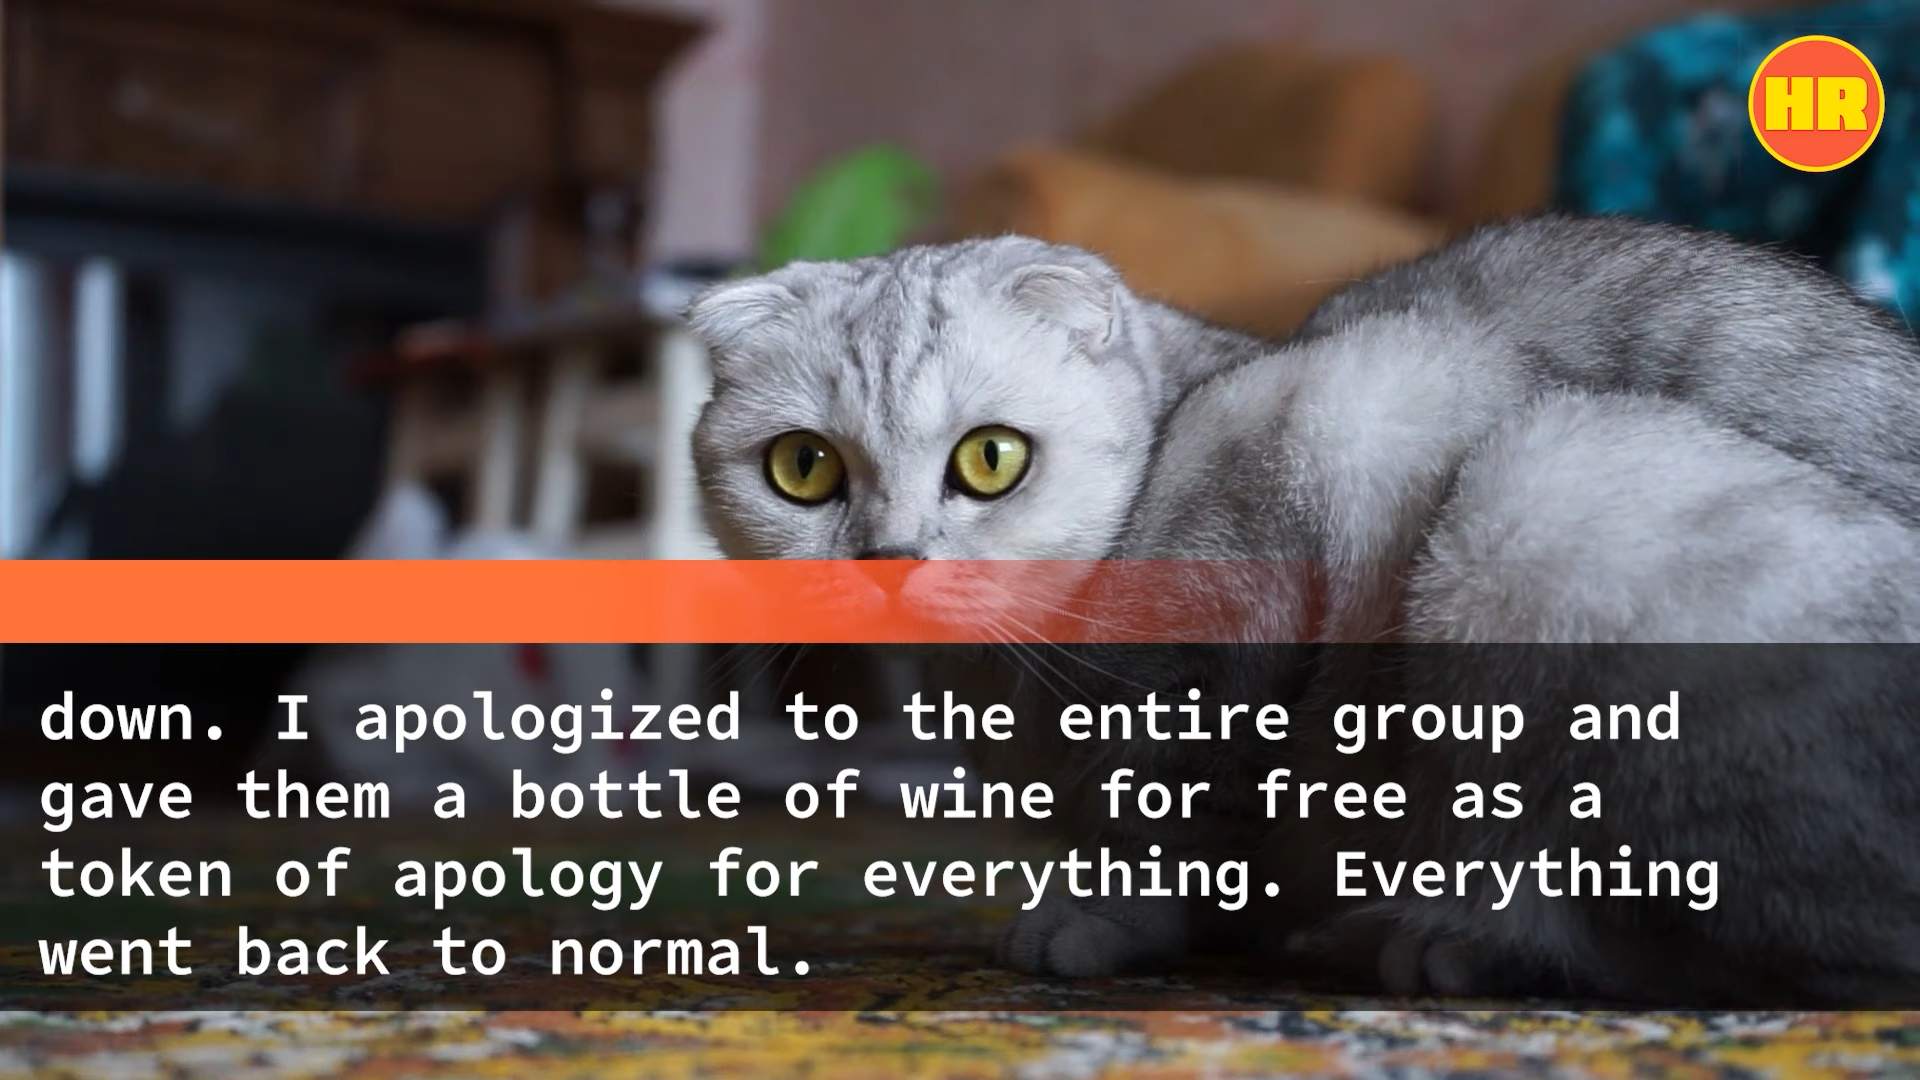 HR
down. I apologized to the entire group and
gave them a bottle of wine for free as a
token of apology for everything. Everything
went back to normal.